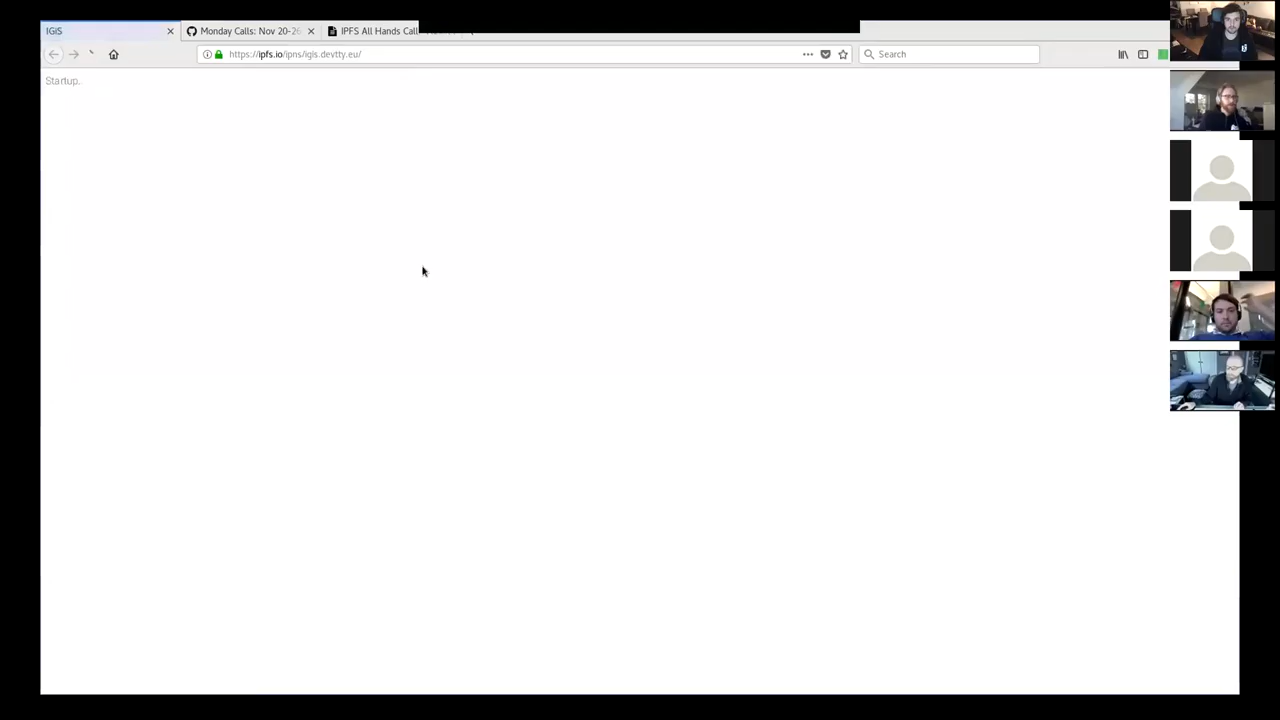 IGIS
Monday Calls: Nov 20-26
IPFS All Hands Call
https://ipfs.io/ipns/igis.devtty.eu/
Search
Startup.